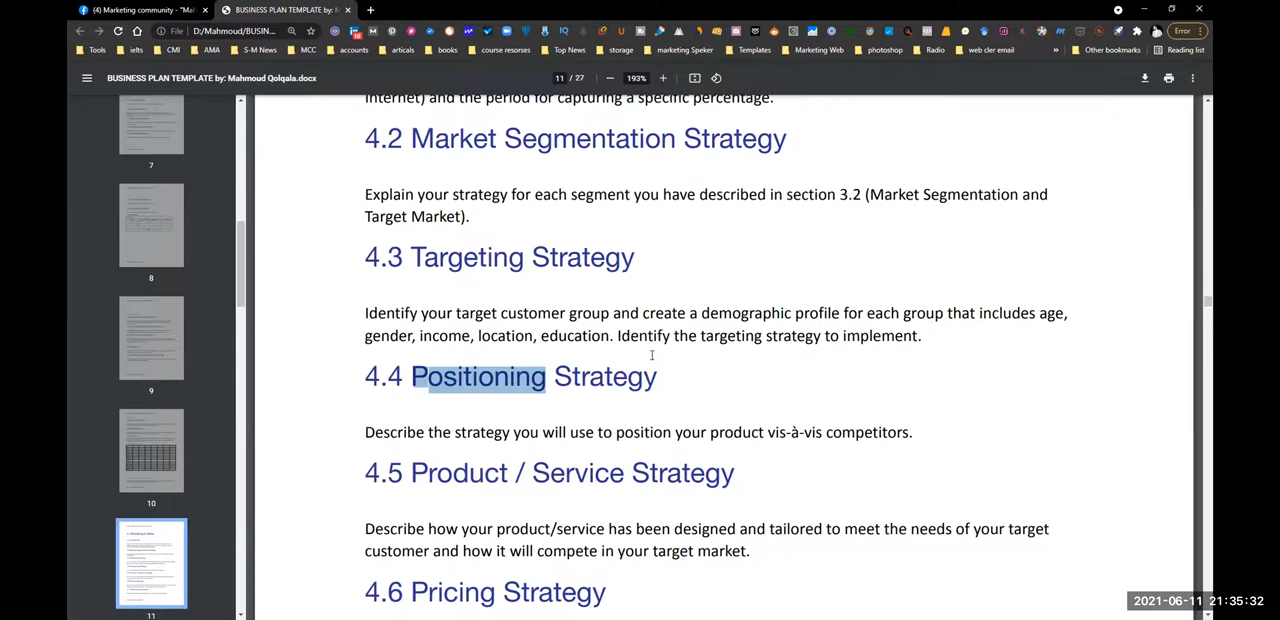 (4) Marketing community - "Mar
BUSINESS PLAN TEMPLATE by: M
File
D:/Mahmoud/BUSIN...
Error
Tools
ielts
CMI
AMA
S-M News
MCC
accounts
articals
books
course resorses
Top News
storage
marketing Speker
Templates
Marketing Web
photoshop
Radio
web cler email
Other bookmarks
Reading list
BUSINESS PLAN TEMPLATE by: Mahmoud Qolqala.docx
11 / 27
193%
7
8
9
10
11
Internet) and the period for capturing a specific percentage.
4.2 Market Segmentation Strategy
Explain your strategy for each segment you have described in section 3.2 (Market Segmentation and
Target Market).
4.3 Targeting Strategy
Identify your target customer group and create a demographic profile for each group that includes age,
gender, income, location, education. Identify the targeting strategy to implement.
4.4 Positioning Strategy
Describe the strategy you will use to position your product vis-à-vis competitors.
4.5 Product / Service Strategy
Describe how your product/service has been designed and tailored to meet the needs of your target
customer and how it will compete in your target market.
4.6 Pricing Strategy
2021-06-11 21:35:32